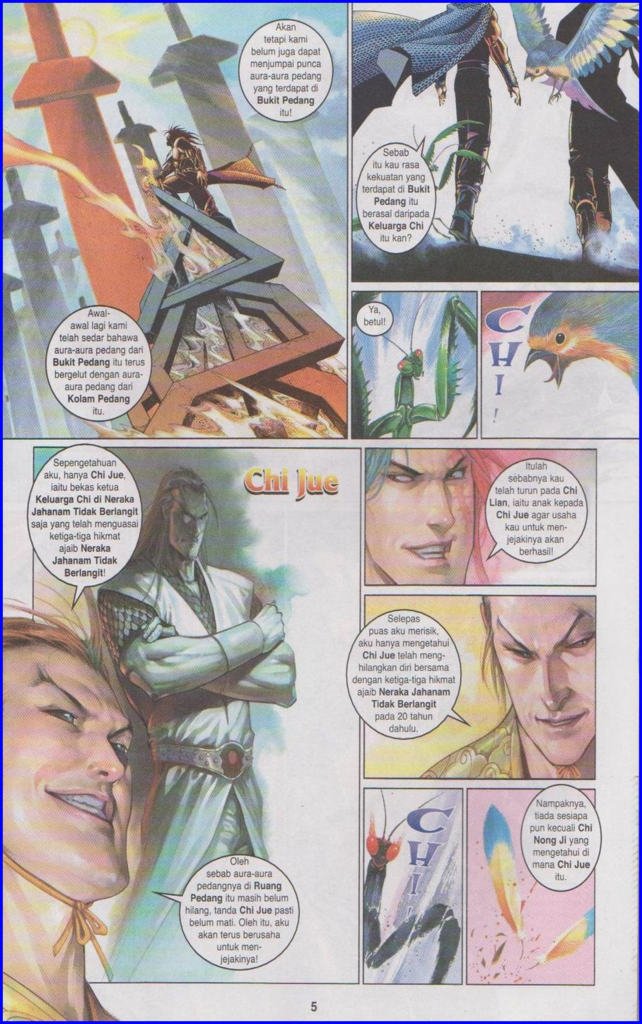 Akan
tetapi kami
belum juga dapat
menjumpai punca
aura-aura pedang
yang terdapat di
Bukit Pedang
itu!
Sebab
itu kau rasa
kekuatan yang
terdapat di Bukit
Pedang itu
berasal daripada
Keluarga Chi
itu kan?
Awal-
awal lagi kami
telah sedar bahawa
aura-aura pedang dari
Bukit Pedang itu terus
bergelut dengan aura-
aura pedang dari
Kolam Pedang
itu.
Ya,
betul!
CHI!
Sepengetahuan
aku, hanya Chi Jue,
iaitu bekas ketua
Keluarga Chi di Neraka
Jahanam Tidak Berlangit
saja yang telah menguasai
ketiga-tiga hikmat
ajaib Neraka
Jahanam Tidak
Berlangit!
Chi Jue
Itulah
sebabnya kau
telah turun pada Chi
Lian, iaitu anak kepada
Chi Jue agar usaha
kau untuk men-
jejakinya akan
berhasil!
Selepas
puas aku merisik,
aku hanya mengetahui
Chi Jue telah meng-
hilangkan diri bersama
dengan ketiga-tiga hikmat
ajaib Neraka Jahanam
Tidak Berlangit
pada 20 tahun
dahulu.
Oleh
sebab aura-aura
pedangnya di Ruang
Pedang itu masih belum
hilang, tanda Chi Jue pasti
belum mati. Oleh itu, aku
akan terus berusaha
untuk men-
jejakinya!
CHI!
Nampaknya,
tiada sesiapa
pun kecuali Chi
Nong Ji yang
mengetahui di
mana Chi Jue
itu.
5